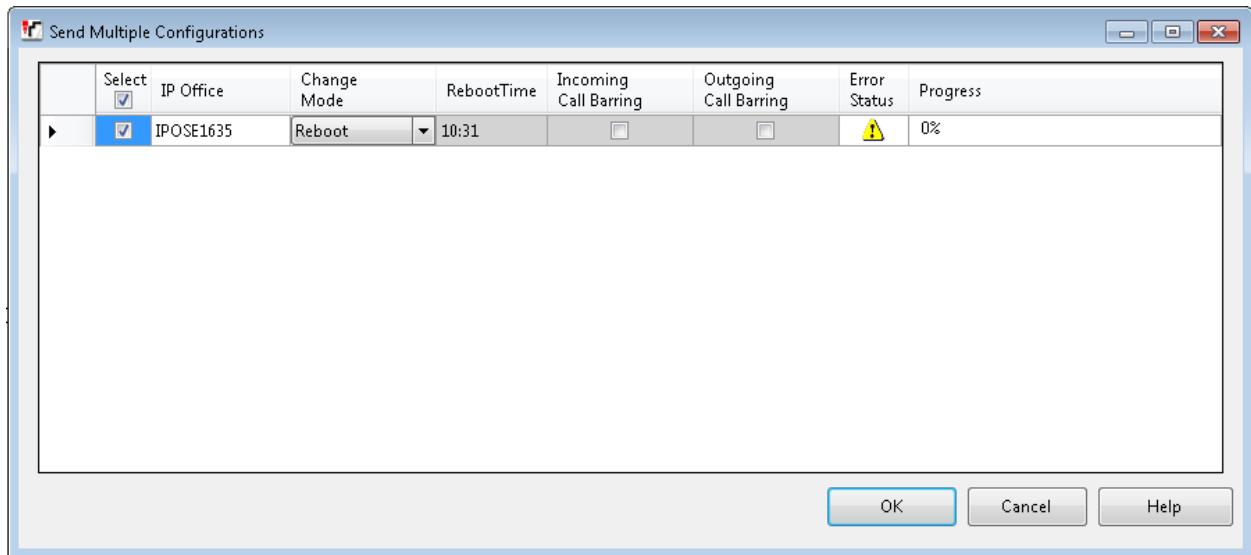 Send Multiple Configurations
Select IP Office Change Mode RebootTime Incoming Call Barring Outgoing Call Barring Error Status Progress
IPOSE1635 Reboot 10:31 0%
OK Cancel Help